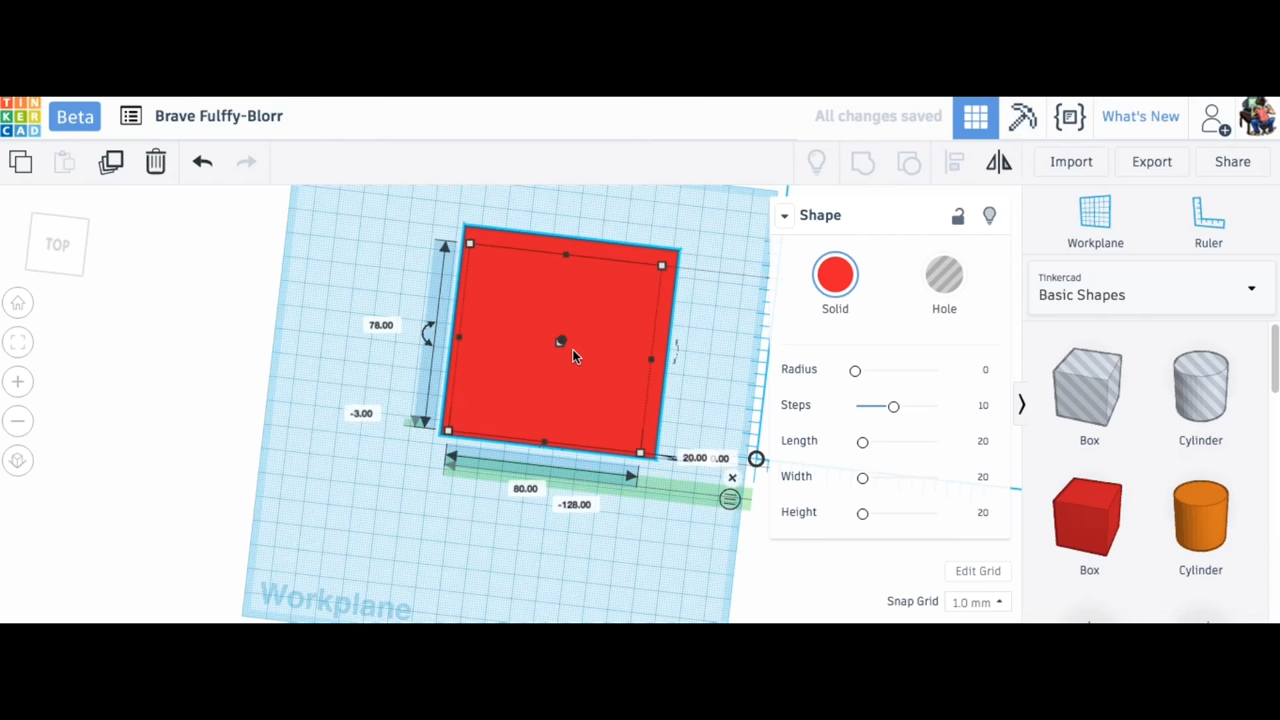 TIN
KER
CAD
Beta
Brave Fulffy-Blorr
All changes saved
What's New
Import
Export
Share
TOP
Shape
Solid
Hole
Radius 0
Steps 10
Length 20
Width 20
Height 20
Workplane
Ruler
Tinkercad
Basic Shapes
Box
Cylinder
Box
Cylinder
78.00
-3.00
20.00 0.00
80.00
-128.00
Workplane
Edit Grid
Snap Grid 1.0 mm